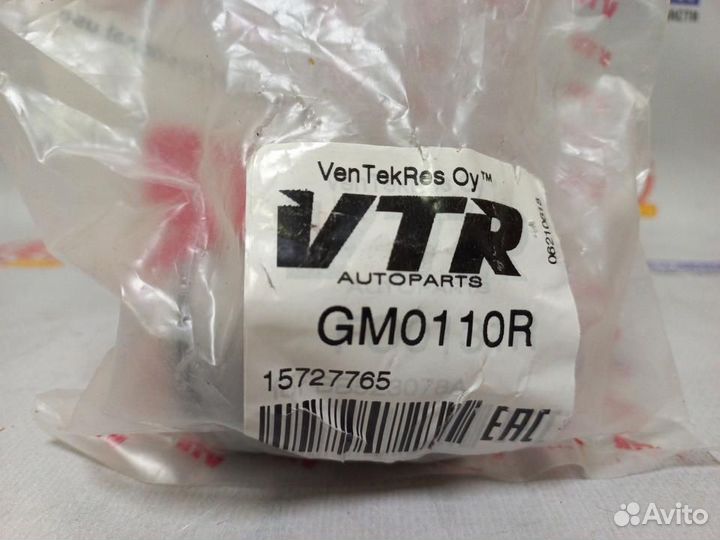 VenTekRes Oy™
VTR
AUTOPARTS
GM0110R
15727765
EAC
Avito